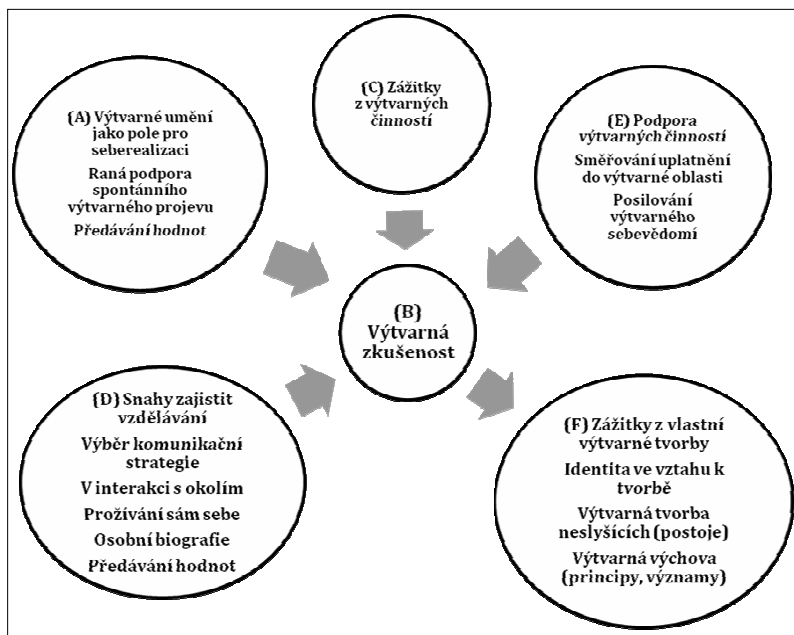 (A) Výtvarné umění
jako pole pro
seberealizaci
Raná podpora
spontánního
výtvarného projevu
Předávání hodnot
(C) Zážitky
z výtvarných
činností
(E) Podpora
výtvarných činností
Směřování uplatnění
do výtvarné oblasti
Posilování
výtvarného
sebevědomí
(B)
Výtvarná
zkušenost
(D) Snahy zajistit
vzdělávání
Výběr komunikační
strategie
V interakci s okolím
Prožívání sám sebe
Osobní biografie
Předávání hodnot
(F) Zážitky z vlastní
výtvarné tvorby
Identita ve vztahu k
tvorbě
Výtvarná tvorba
neslyšících (postoje)
Výtvarná výchova
(principy, významy)